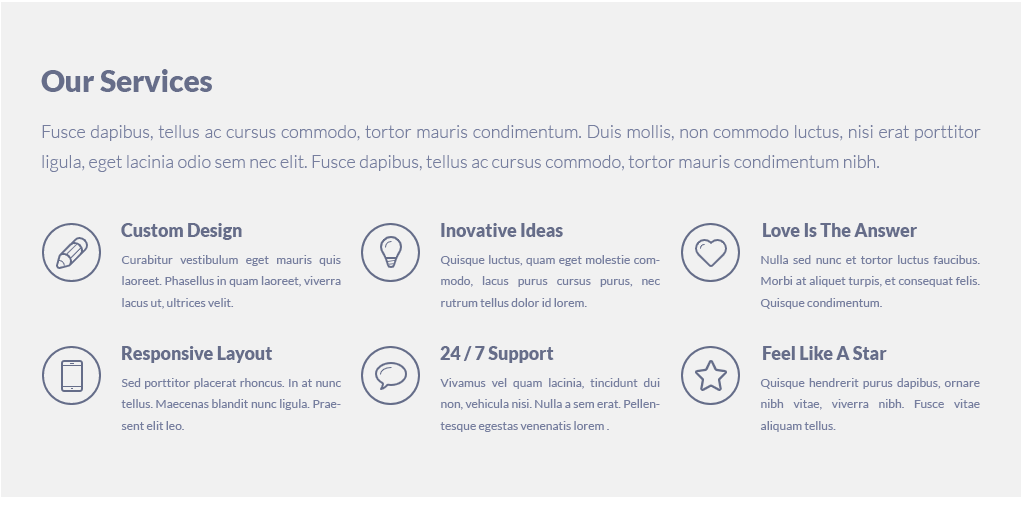 Our Services
Fusce dapibus, tellus ac cursus commodo, tortor mauris condimentum. Duis mollis, non commodo luctus, nisi erat porttitor
ligula, eget lacinia odio sem nec elit. Fusce dapibus, tellus ac cursus commodo, tortor mauris condimentum nibh.
Custom Design
Curabitur vestibulum eget mauris quis
laoreet. Phasellus in quam laoreet, viverra
lacus ut, ultrices velit.
Inovative Ideas
Quisque luctus, quam eget molestie com-
modo, lacus purus cursus purus, nec
rutrum tellus dolor id lorem.
Love Is The Answer
Nulla sed nunc et tortor luctus faucibus.
Morbi at aliquet turpis, et consequat felis.
Quisque condimentum.
Responsive Layout
Sed porttitor placerat rhoncus. In at nunc
tellus. Maecenas blandit nunc ligula. Prae-
sent elit leo.
24 / 7 Support
Vivamus vel quam lacinia, tincidunt dui
non, vehicula nisi. Nulla a sem erat. Pellen-
tesque egestas venenatis lorem .
Feel Like A Star
Quisque hendrerit purus dapibus, ornare
nibh vitae, viverra nibh. Fusce vitae
aliquam tellus.